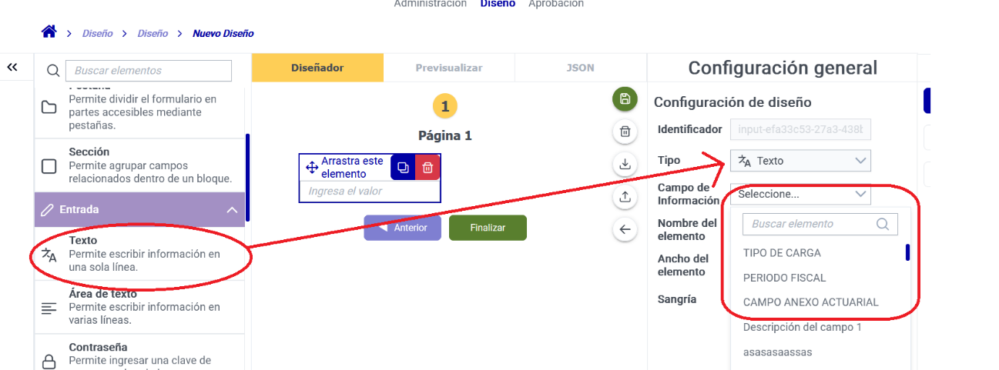 Administración Diseño Aprobación
> Diseño > Diseño > Nuevo Diseño
«
Buscar elementos
Pestaña
Permite dividir el formulario en
partes accesibles mediante
pestañas.
Sección
Permite agrupar campos
relacionados dentro de un bloque.
Entrada
Texto
Permite escribir información en
una sola línea.
Área de texto
Permite escribir información en
varias líneas.
Contraseña
Permite ingresar una clave de
Diseñador Previsualizar JSON
1
Página 1
Arrastra este
elemento
Ingresa el valor
Anterior Finalizar
Configuración general
Configuración de diseño
Identificador input-efa33c53-27a3-438b
Tipo Texto
Campo de
Información Seleccione...
Nombre del
elemento
Ancho del
elemento
Sangría
Buscar elemento
TIPO DE CARGA
PERIODO FISCAL
CAMPO ANEXO ACTUARIAL
Descripción del campo 1
asasasaassas